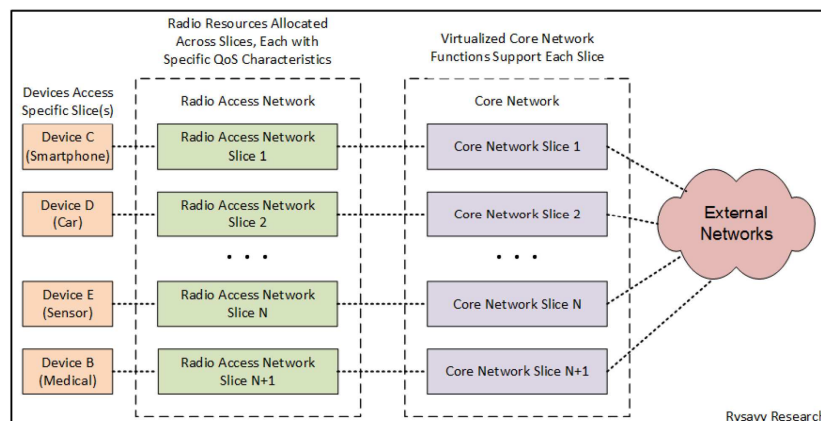 Radio Resources Allocated
Across Slices, Each with
Specific QoS Characteristics
Virtualized Core Network
Functions Support Each Slice
Devices Access
Specific Slice(s)
Radio Access Network
Core Network
Device C
(Smartphone)
Radio Access Network
Slice 1
Core Network Slice 1
Device D
(Car)
Radio Access Network
Slice 2
Core Network Slice 2
External
Networks
. . .
. . .
Device E
(Sensor)
Radio Access Network
Slice N
Core Network Slice N
Device B
(Medical)
Radio Access Network
Slice N+1
Core Network Slice N+1
Rysavy Research